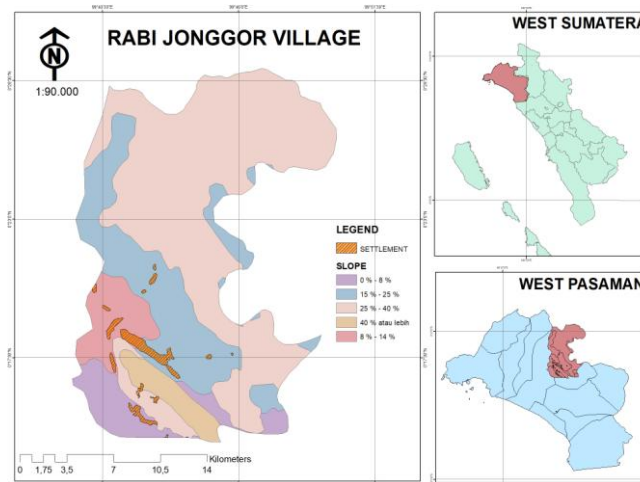 RABI JONGGOR VILLAGE
N
1:90.000
LEGEND
SETTLEMENT
SLOPE
0 % - 8 %
15 % - 25 %
25 % - 40 %
40 % atau lebih
8 % - 14 %
Kilometers
0 1,75 3,5 7 10,5 14
WEST SUMATERA
WEST PASAMAN